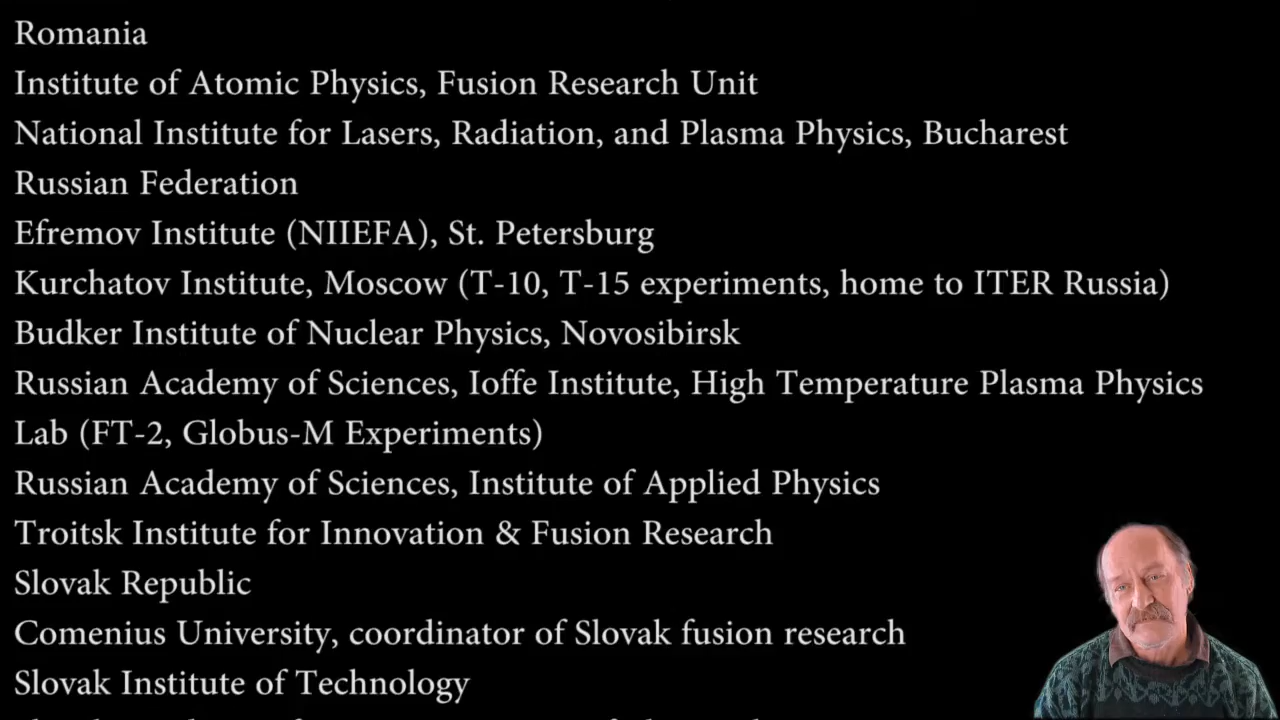 Romania
Institute of Atomic Physics, Fusion Research Unit
National Institute for Lasers, Radiation, and Plasma Physics, Bucharest
Russian Federation
Efremov Institute (NIIEFA), St. Petersburg
Kurchatov Institute, Moscow (T-10, T-15 experiments, home to ITER Russia)
Budker Institute of Nuclear Physics, Novosibirsk
Russian Academy of Sciences, Ioffe Institute, High Temperature Plasma Physics
Lab (FT-2, Globus-M Experiments)
Russian Academy of Sciences, Institute of Applied Physics
Troitsk Institute for Innovation & Fusion Research
Slovak Republic
Comenius University, coordinator of Slovak fusion research
Slovak Institute of Technology